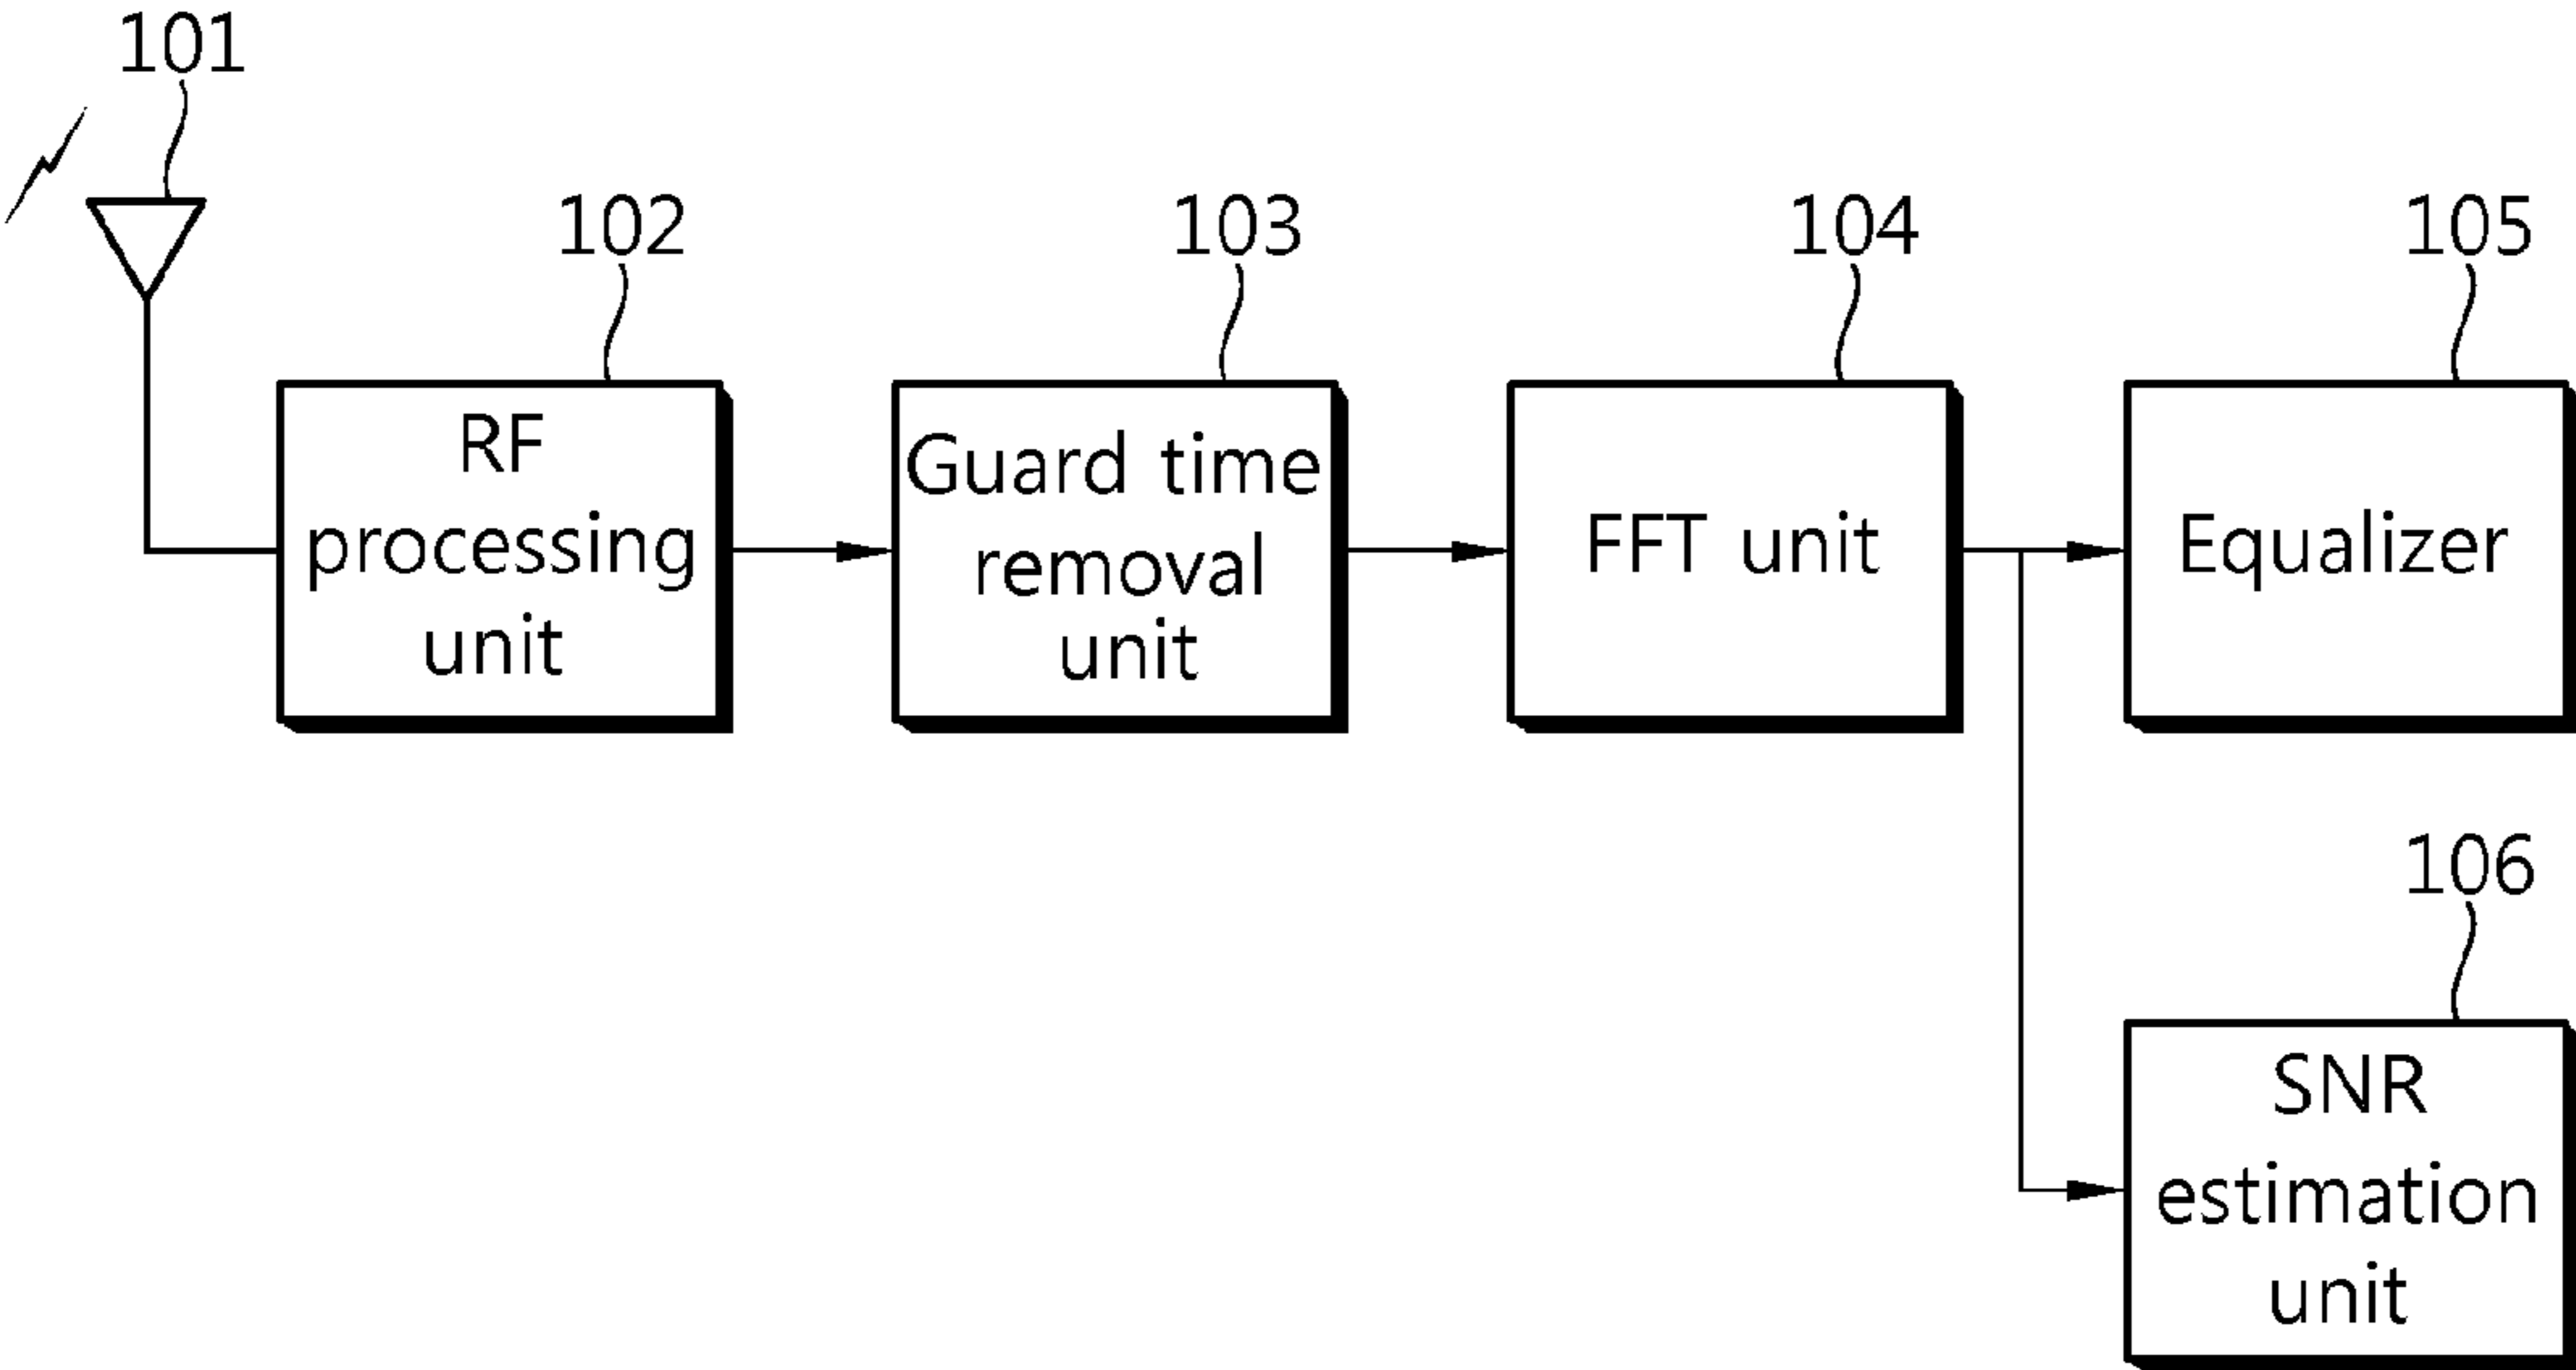 101
102
103
104
105
RF
processing
unit
Guard time
removal
unit
FFT unit
Equalizer
106
SNR
estimation
unit